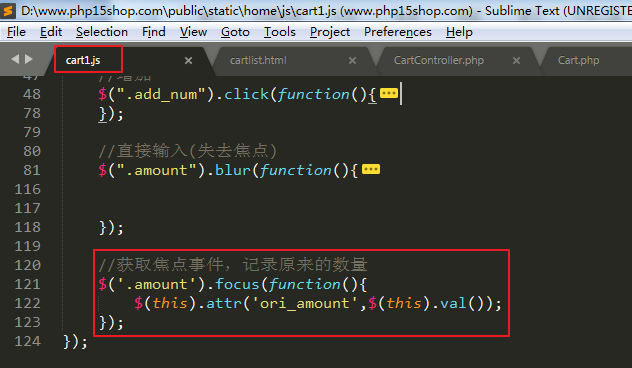 D:\www.php15shop.com\public\static\home\js\cart1.js (www.php15shop.com) - Sublime Text (UNREGISTE
File Edit Selection Find View Goto Tools Project Preferences Help
cart1.js cartlist.html CartController.php Cart.php
47 //增加
48 $(".add_num").click(function(){
78 });
79
80 //直接输入(失去焦点)
81 $(".amount").blur(function(){
116
117
118 });
119
120 //获取焦点事件，记录原来的数量
121 $('.amount').focus(function(){
122 $(this).attr('ori_amount',$(this).val());
123 });
124 });